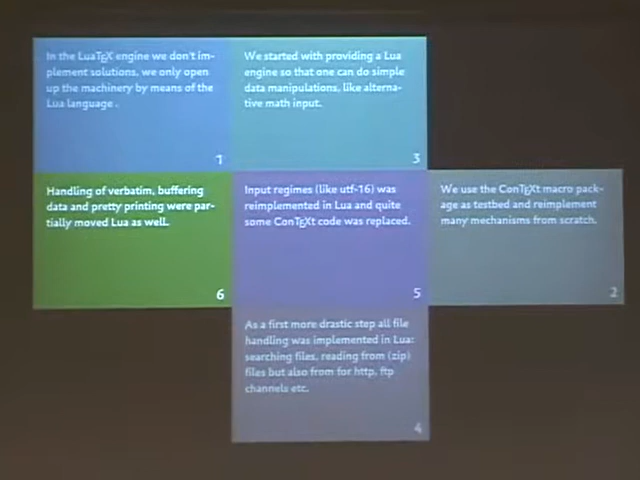 In the LuaTEX engine we don't im-
plement solutions, we only open
up the machinery by means of the
Lua language .
1
We started with providing a Lua
engine so that one can do simple
data manipulations, like alterna-
tive math input.
3
Handling of verbatim, buffering
data and pretty printing were par-
tially moved Lua as well.
6
Input regimes (like utf-16) was
reimplemented in Lua and quite
some ConTEXt code was replaced.
5
We use the ConTEXt macro pack-
age as testbed and reimplement
many mechanisms from scratch.
2
As a first more drastic step all file
handling was implemented in Lua:
searching files, reading from (zip)
files but also from for http, ftp
channels etc.
4